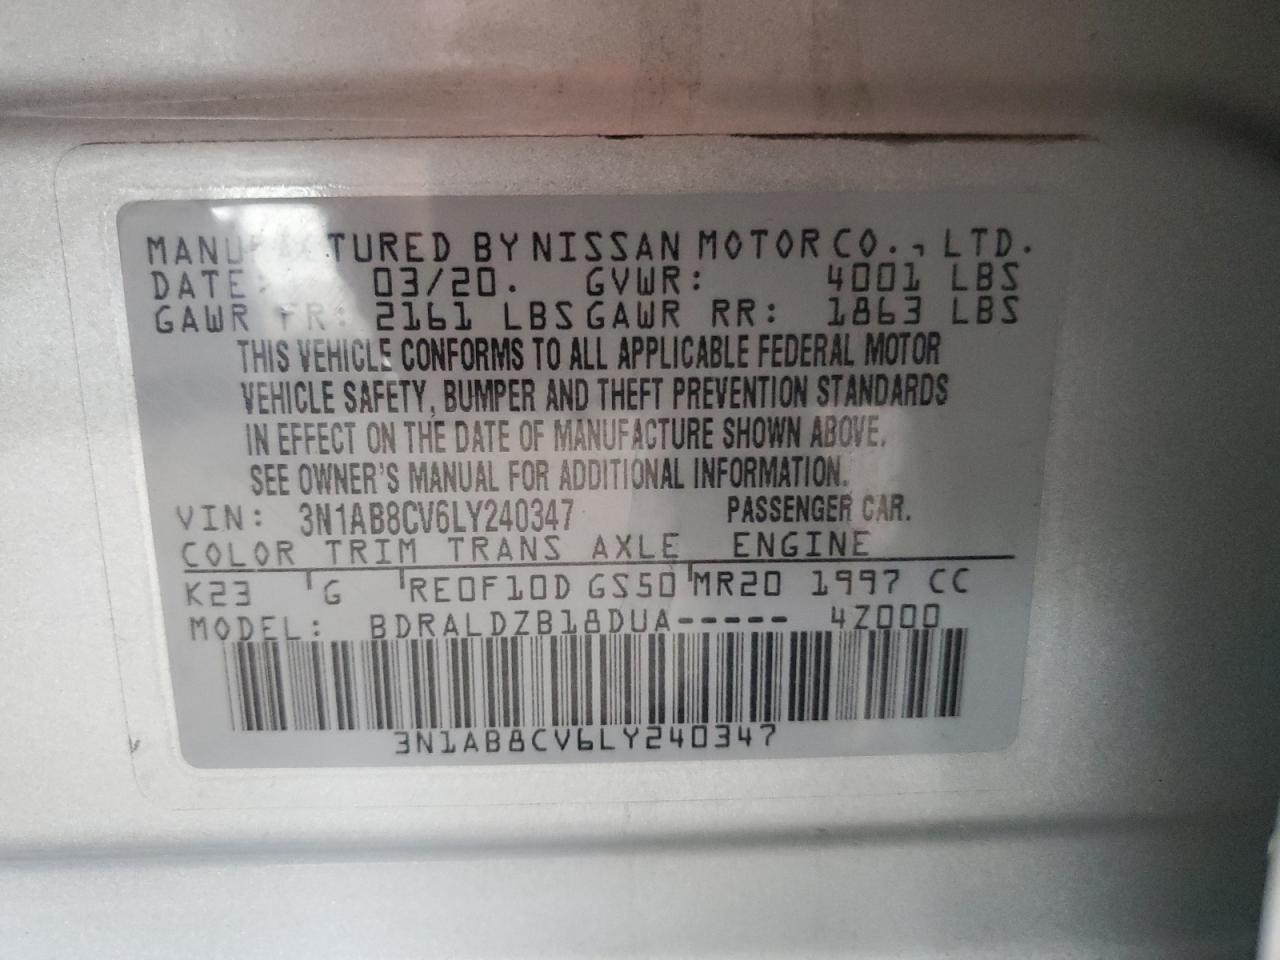 MANUFACTURED BY NISSAN MOTOR CO., LTD.
DATE: 03/20. GVWR: 4001 LBS
GAWR FR: 2161 LBS GAWR RR: 1863 LBS
THIS VEHICLE CONFORMS TO ALL APPLICABLE FEDERAL MOTOR
VEHICLE SAFETY, BUMPER AND THEFT PREVENTION STANDARDS
IN EFFECT ON THE DATE OF MANUFACTURE SHOWN ABOVE.
SEE OWNER'S MANUAL FOR ADDITIONAL INFORMATION.
VIN: 3N1AB8CV6LY240347 PASSENGER CAR.
COLOR TRIM TRANS AXLE ENGINE
K23 G RE0F10D GS50 MR20 1997 CC
MODEL: BDRALDZB18DUA----- 4Z000
3N1AB8CV6LY240347